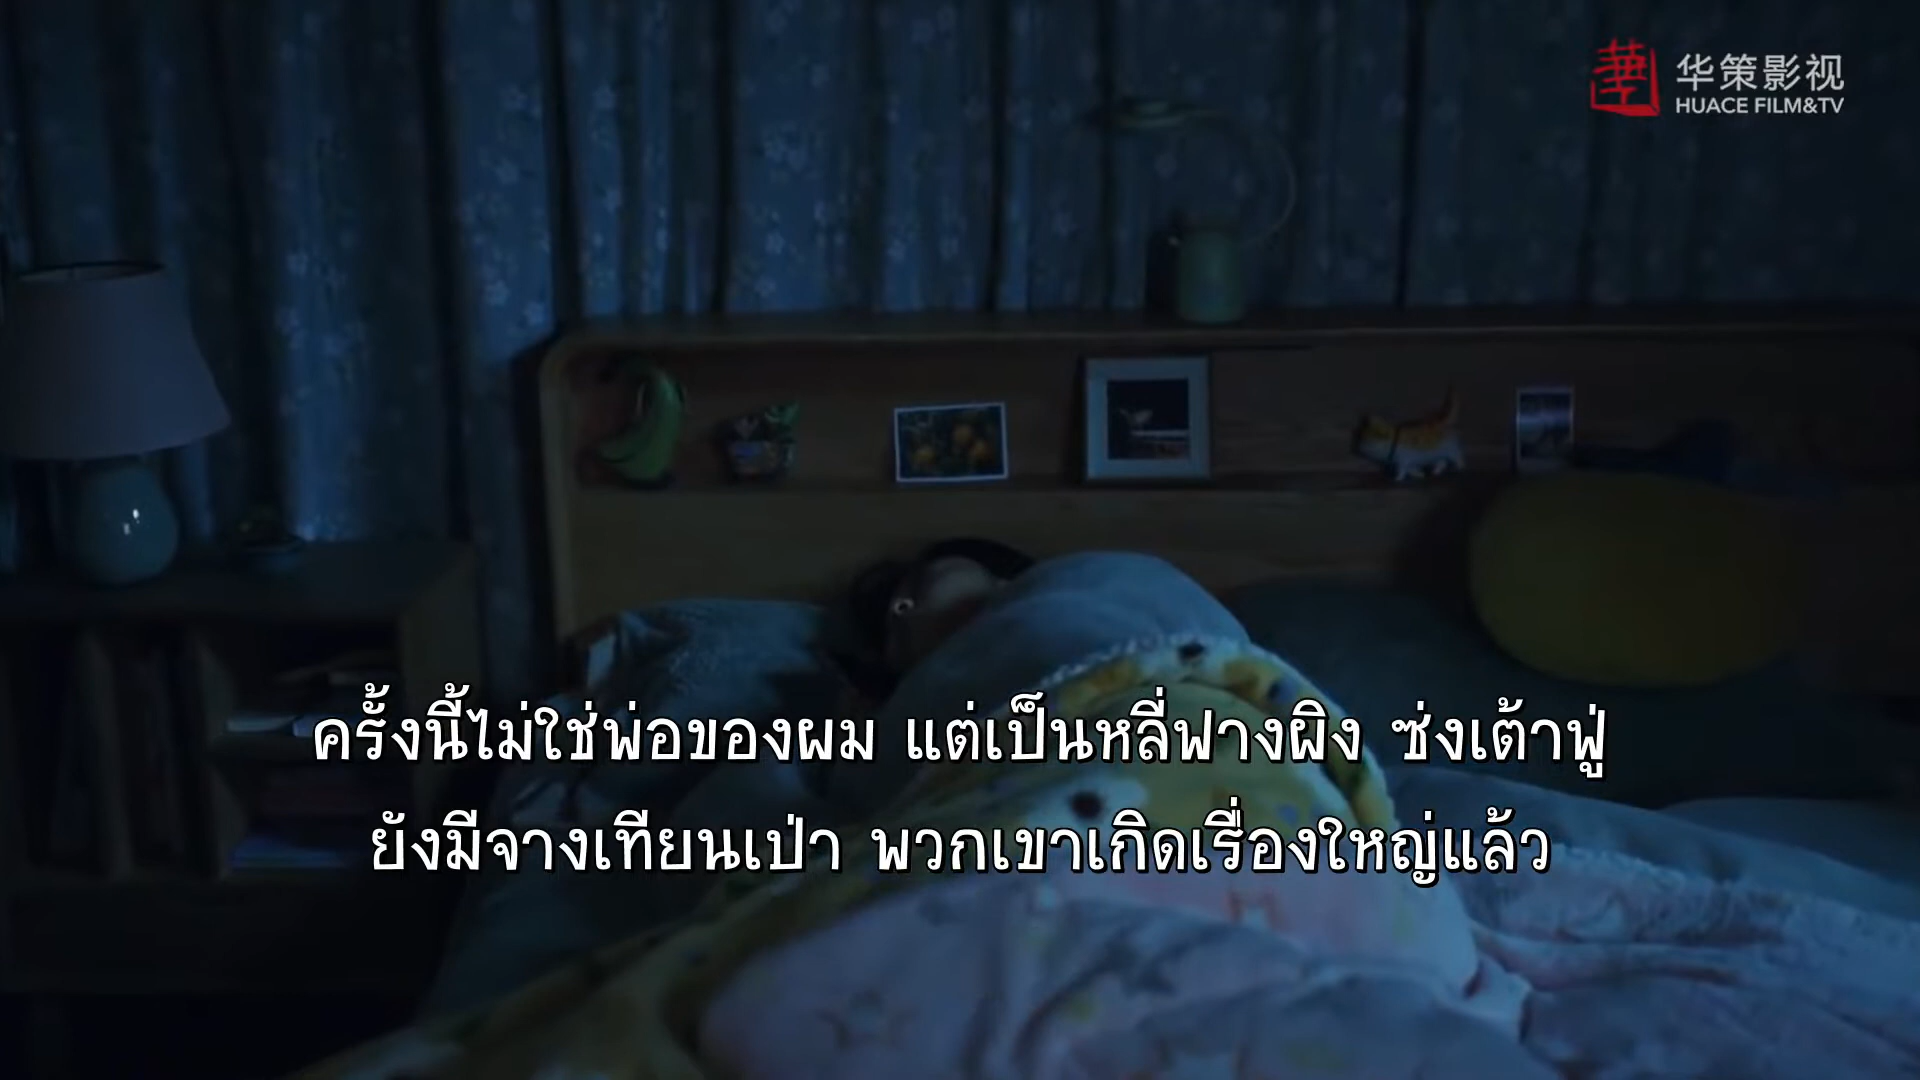 华策影视
HUACE FILM&TV
ครั้งนี้ไม่ใช่พ่อของผม แต่เป็นหลี่ฟางผิง ซ่งเต้าฟู่
ยังมีจางเทียนเป่า พวกเขาเกิดเรื่องใหญ่แล้ว